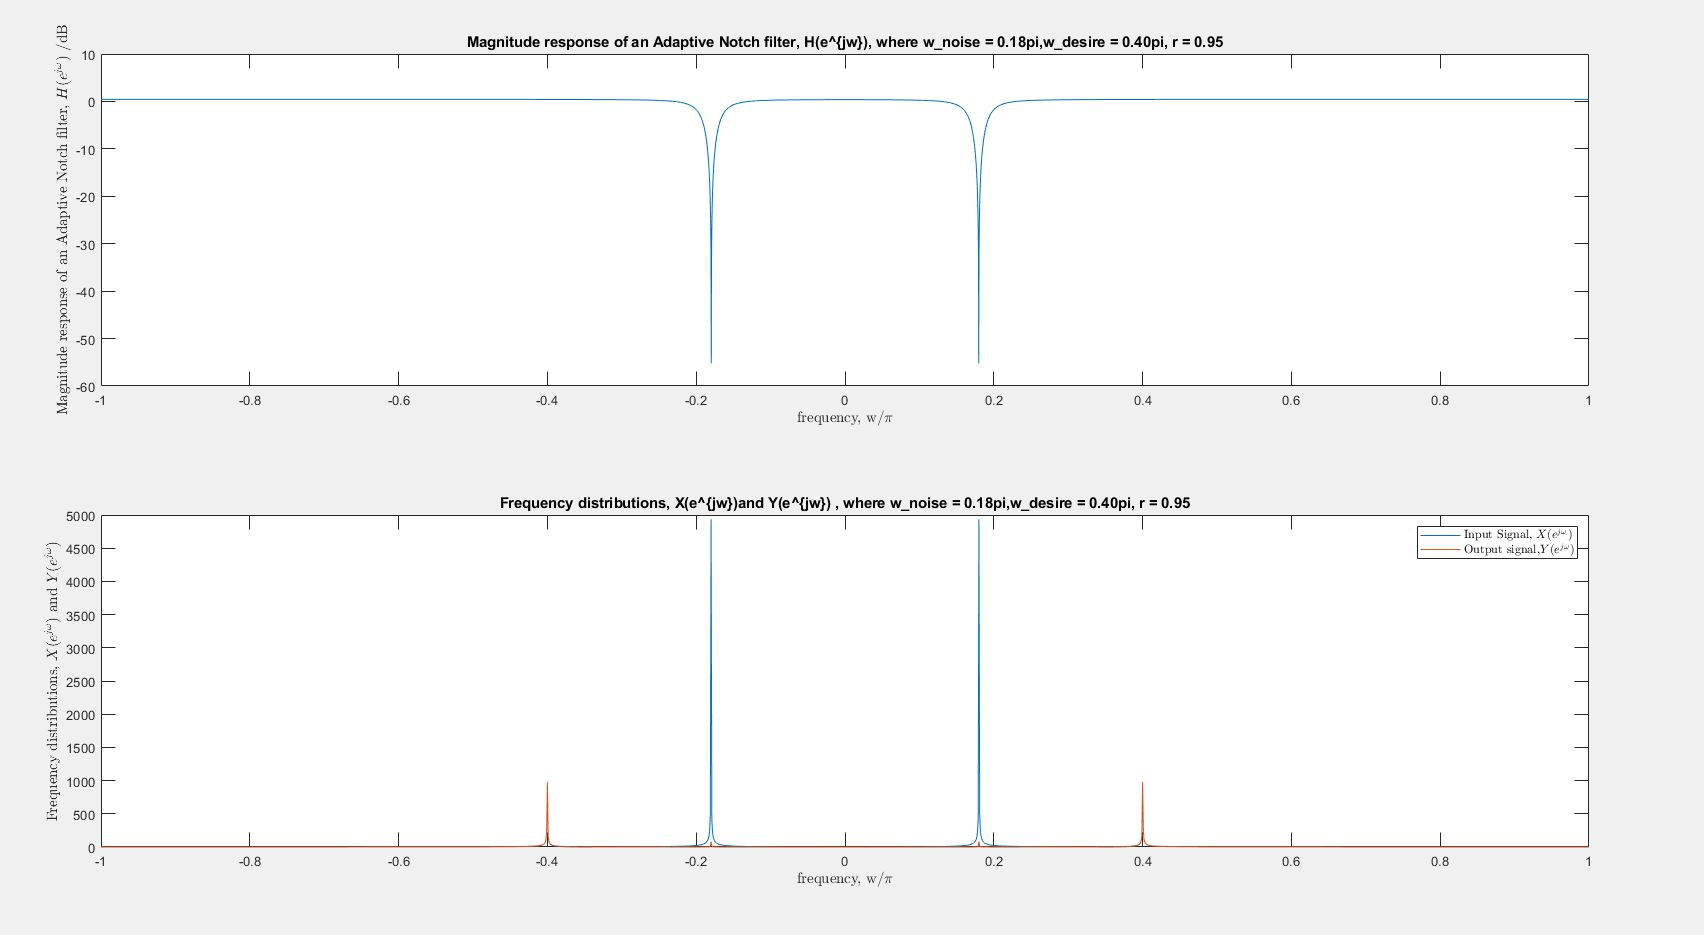 Magnitude response of an Adaptive Notch filter, H(e^{jw}), where w_noise = 0.18pi,w_desire = 0.40pi, r = 0.95
Magnitude response of an Adaptive Notch filter, H(e^{jω}) /dB
10
0
-10
-20
-30
-40
-50
-60
-1 -0.8 -0.6 -0.4 -0.2 0 0.2 0.4 0.6 0.8 1
frequency, w/π
Frequency distributions, X(e^{jw})and Y(e^{jw}) , where w_noise = 0.18pi,w_desire = 0.40pi, r = 0.95
Frequency distributions, X(e^{jω}) and Y(e^{jω})
5000
4500
4000
3500
3000
2500
2000
1500
1000
500
0
Input Signal, X(e^{jω})
Output signal,Y(e^{jω})
-1 -0.8 -0.6 -0.4 -0.2 0 0.2 0.4 0.6 0.8 1
frequency, w/π